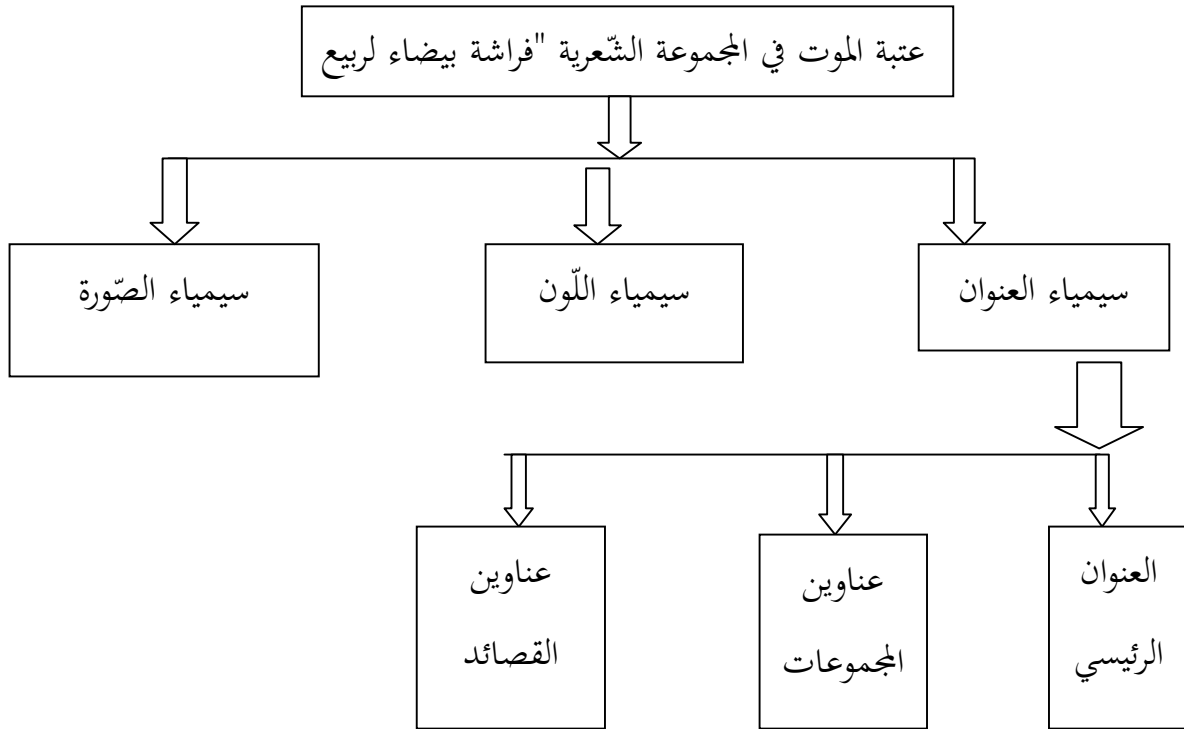 عتبة الموت في المجموعة الشّعرية "فراشة بيضاء لربيع
سيمياء العنوان
سيمياء اللّون
سيمياء الصّورة
العنوان
الرئيسي
عناوين
المجموعات
عناوين
القصائد